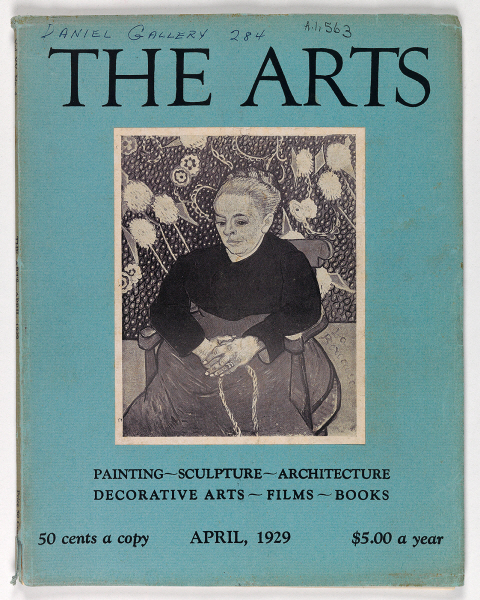 DANIEL GALLERY 284 A.1,563
THE ARTS
PAINTING~SCULPTURE~ARCHITECTURE
DECORATIVE ARTS ~ FILMS ~ BOOKS
50 cents a copy APRIL, 1929 $5.00 a year